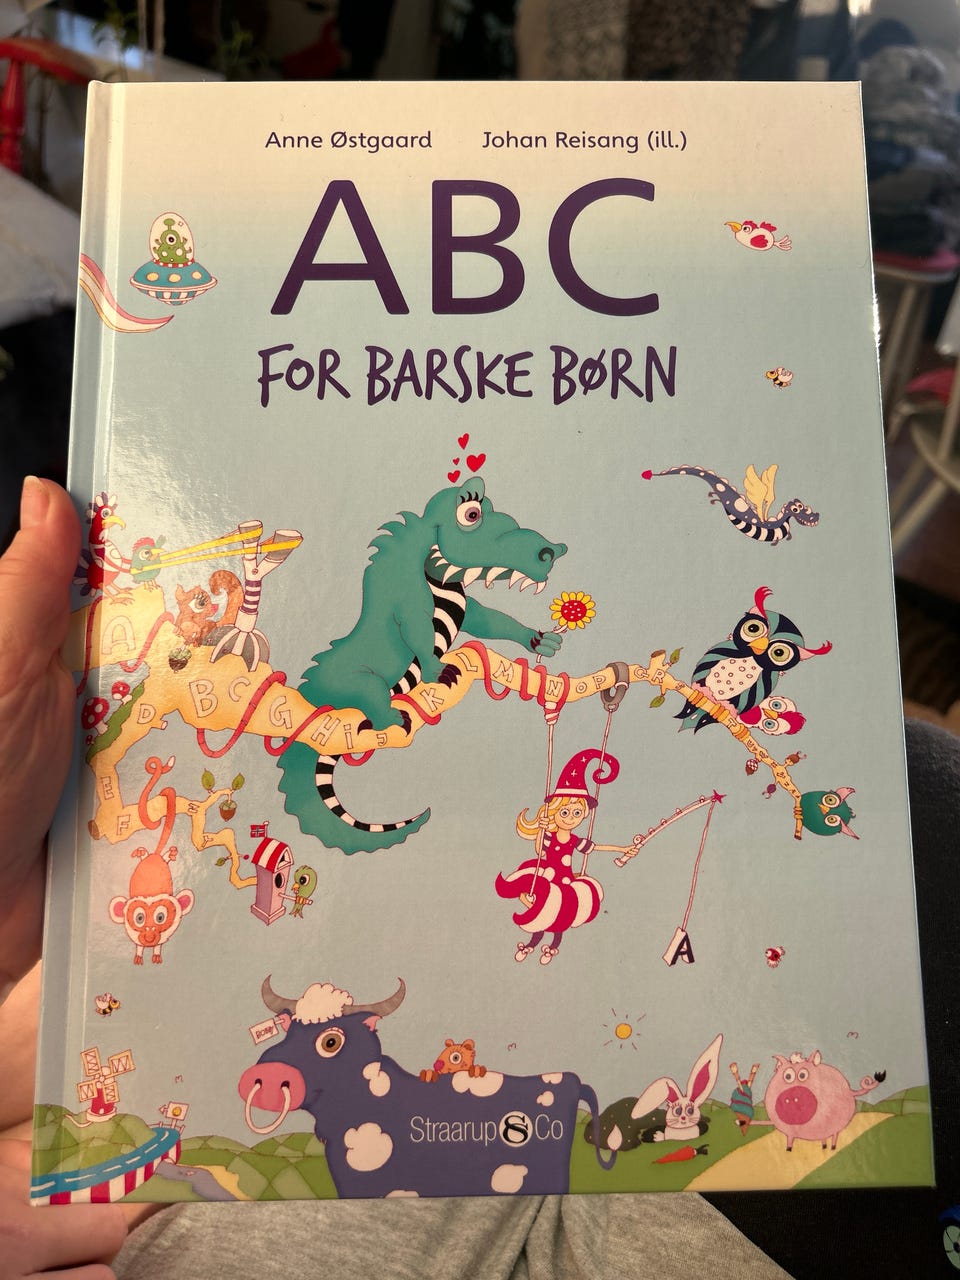 Anne Østgaard Johan Reisang (ill.)
ABC
FOR BARSKE BØRN
A
B C G H i J K L M N O P Q R
D
E
F
A
Straarup & Co